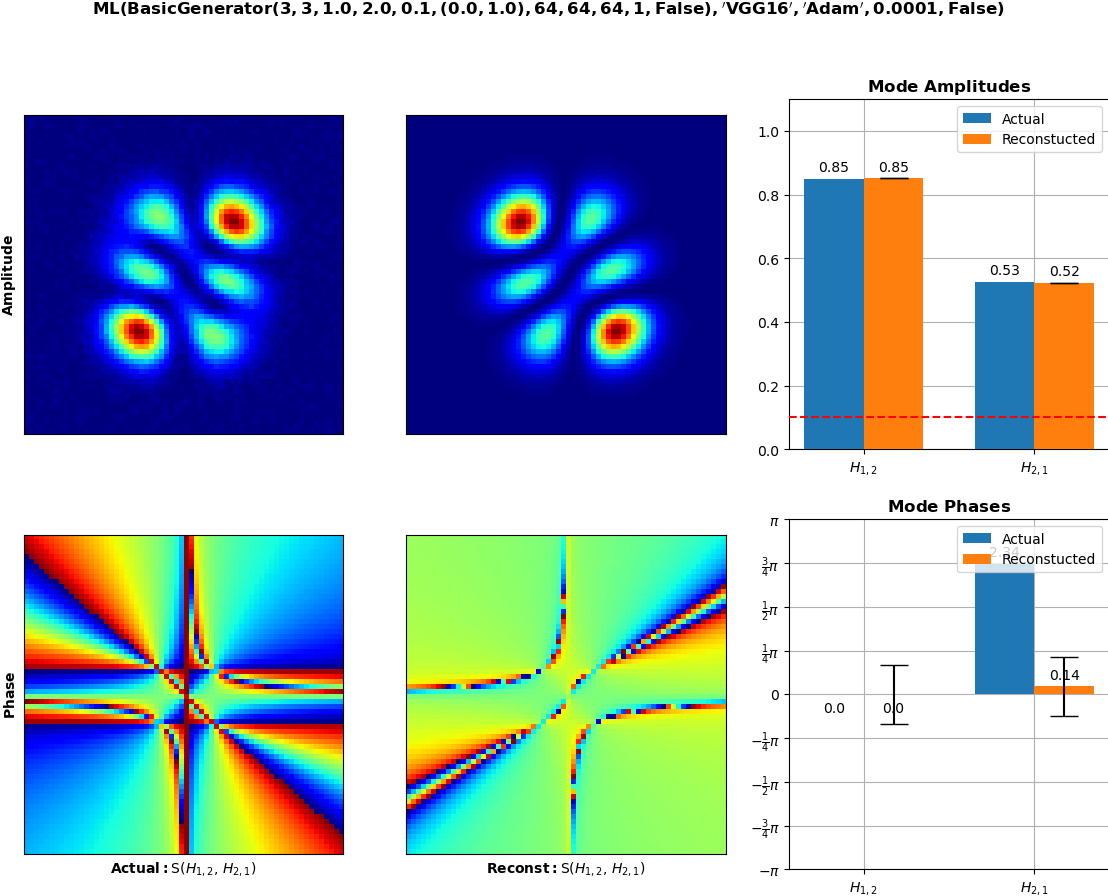 ML(BasicGenerator(3, 3, 1.0, 2.0, 0.1, (0.0, 1.0), 64, 64, 64, 1, False), ′VGG16′, ′Adam′, 0.0001, False)
Amplitude
Mode Amplitudes
Actual
Reconstucted
1.0
0.8
0.6
0.4
0.2
0.0
0.85
0.85
0.53
0.52
H1, 2
H2, 1
Phase
Actual: S(H1, 2, H2, 1)
Reconst: S(H1, 2, H2, 1)
Mode Phases
Actual
Reconstucted
π
3/4π
1/2π
1/4π
0
−1/4π
−1/2π
−3/4π
−π
0.0
0.0
2.34
0.14
H1, 2
H2, 1